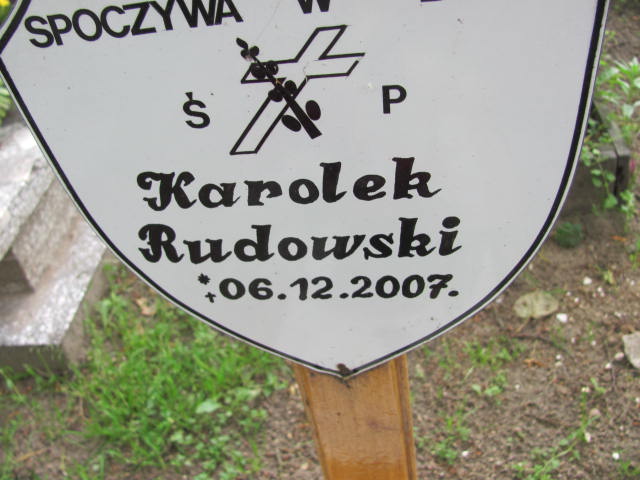 SPOCZYWA W
Ś P
Karolek
Rudowski
*†06.12.2007.